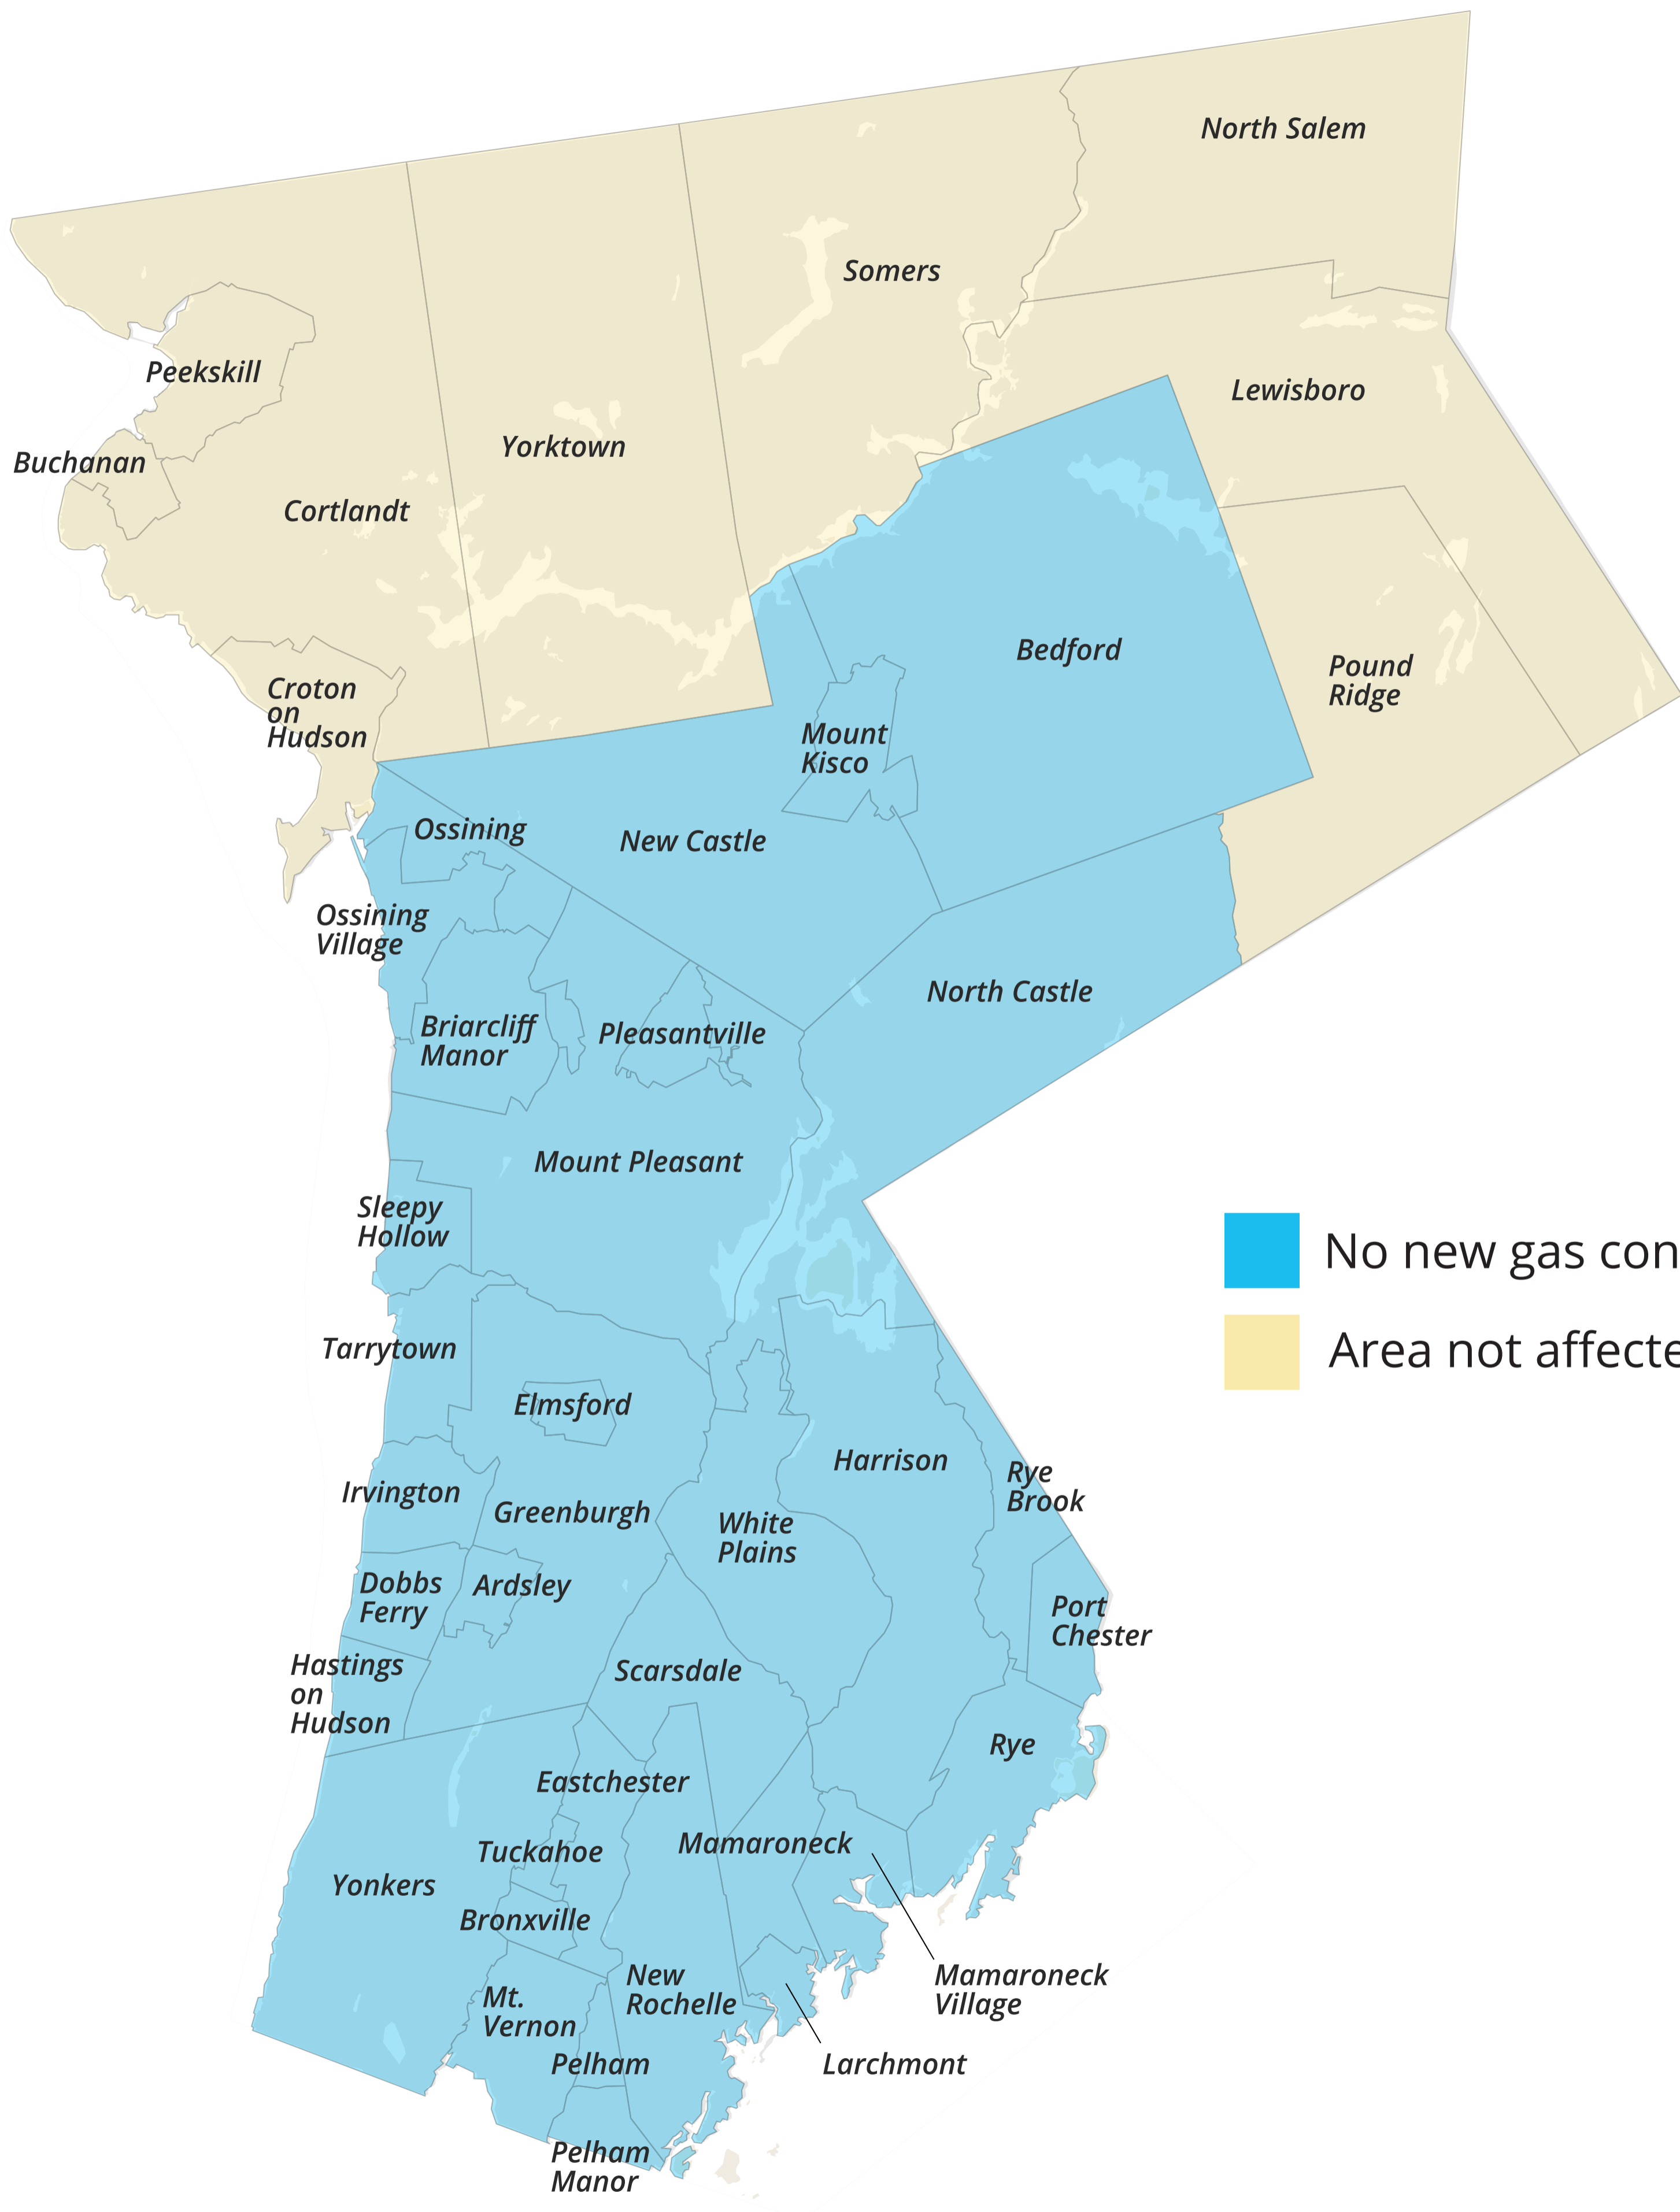 North Salem
Somers
Peekskill
Lewisboro
Yorktown
Buchanan
Cortlandt
Bedford
Pound
Ridge
Croton
on
Hudson
Mount
Kisco
Ossining
New Castle
Ossining
Village
North Castle
Briarcliff
Manor
Pleasantville
Mount Pleasant
Sleepy
Hollow
No new gas con
Tarrytown
Area not affecte
Elmsford
Harrison
Rye
Brook
Irvington
Greenburgh
White
Plains
Dobbs
Ferry
Ardsley
Port
Chester
Hastings
on
Hudson
Scarsdale
Rye
Eastchester
Mamaroneck
Tuckahoe
Yonkers
Bronxville
New
Rochelle
Mamaroneck
Village
Mt.
Vernon
Pelham
Larchmont
Pelham
Manor